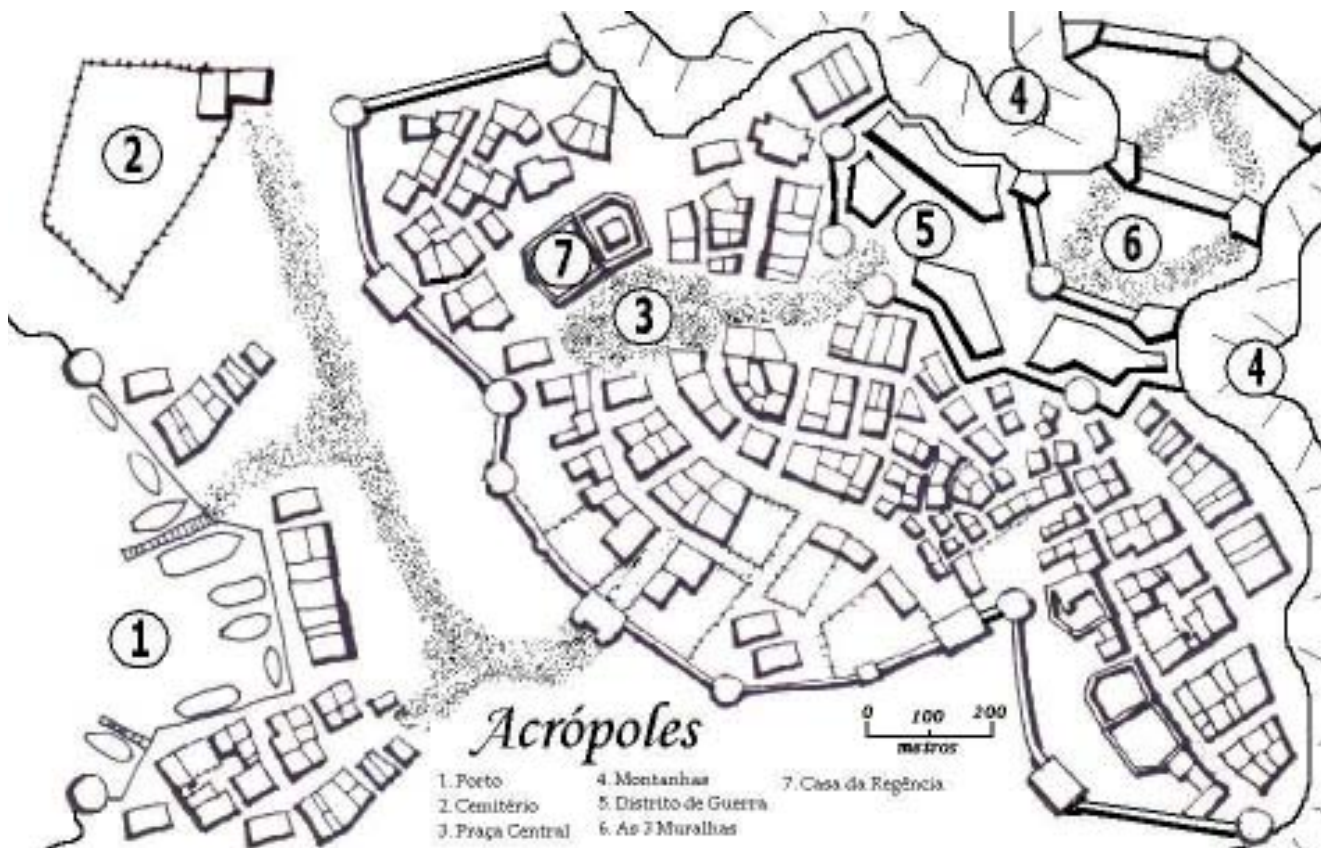 2
4
5
6
7
3
4
1
Acrópoles
0 100 200
metros
1. Porto
2. Cemitério
3. Praça Central
4. Montanhas
5. Distrito de Guerra
6. As 3 Muralhas
7. Casa da Regência